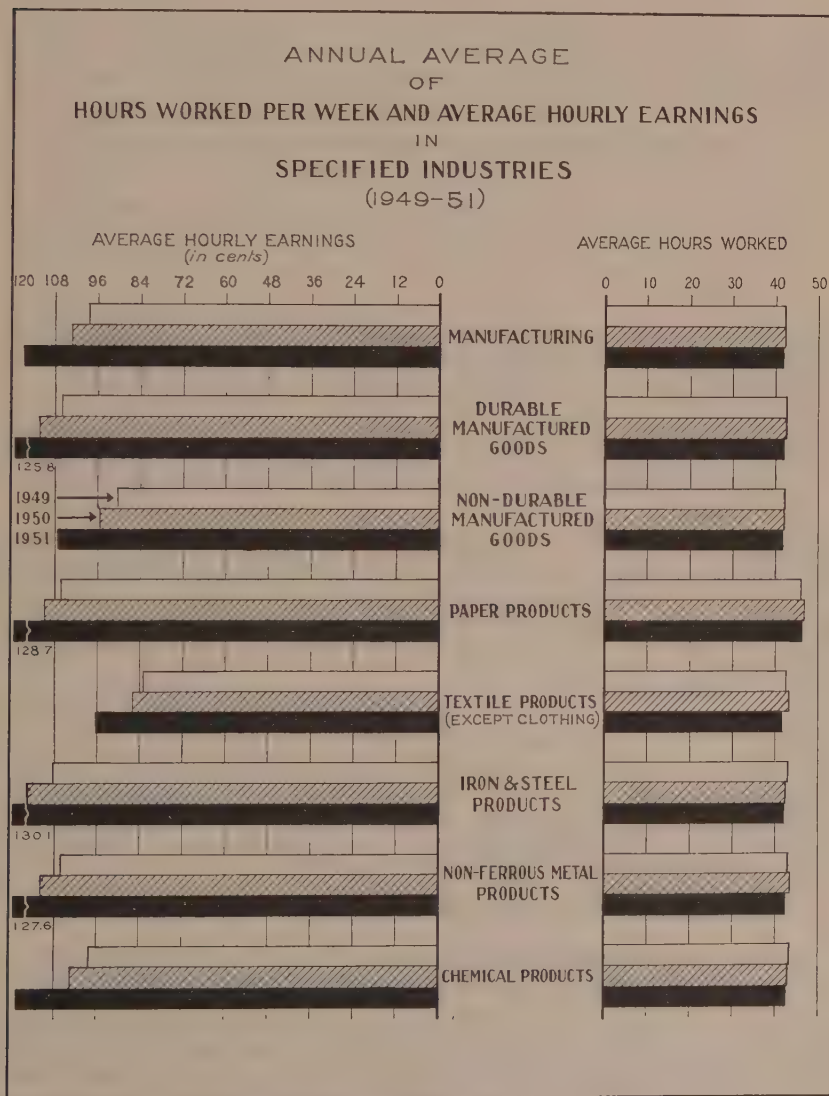 ANNUAL AVERAGE
OF
HOURS WORKED PER WEEK AND AVERAGE HOURLY EARNINGS
IN
SPECIFIED INDUSTRIES
(1949-51)
AVERAGE HOURLY EARNINGS
(in cents)
120 108 96 84 72 60 48 36 24 12 0
AVERAGE HOURS WORKED
0 10 20 30 40 50
MANUFACTURING
DURABLE
MANUFACTURED
GOODS
125 8
1949
1950
1951
NON-DURABLE
MANUFACTURED
GOODS
PAPER PRODUCTS
128 7
TEXTILE PRODUCTS
(EXCEPT CLOTHING)
IRON & STEEL
PRODUCTS
130 1
NON-FERROUS METAL
PRODUCTS
127.6
CHEMICAL PRODUCTS